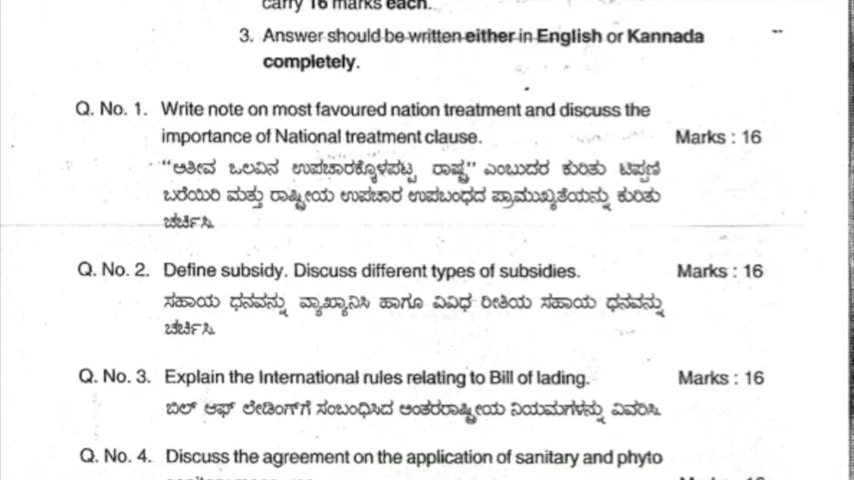 carry 16 marks each.
3. Answer should be written either in English or Kannada
completely.
Q. No. 1. Write note on most favoured nation treatment and discuss the
importance of National treatment clause. Marks : 16
"ಅತೀವ ಒಲವಿನ ಉಪಚಾರಕ್ಕೊಳಪಟ್ಟ ರಾಷ್ಟ್ರ" ಎಂಬುದರ ಕುರಿತು ಟಿಪ್ಪಣಿ
ಬರೆಯಿರಿ ಮತ್ತು ರಾಷ್ಟ್ರೀಯ ಉಪಚಾರ ಉಪಬಂಧದ ಪ್ರಾಮುಖ್ಯತೆಯನ್ನು ಕುರಿತು
ಚರ್ಚಿಸಿ.
Q. No. 2. Define subsidy. Discuss different types of subsidies. Marks : 16
ಸಹಾಯ ಧನವನ್ನು ವ್ಯಾಖ್ಯಾನಿಸಿ ಹಾಗೂ ವಿವಿಧ ರೀತಿಯ ಸಹಾಯ ಧನವನ್ನು
ಚರ್ಚಿಸಿ.
Q. No. 3. Explain the International rules relating to Bill of lading. Marks : 16
ಬಿಲ್ ಆಫ್ ಲೇಡಿಂಗ್‌ಗೆ ಸಂಬಂಧಿಸಿದ ಅಂತರರಾಷ್ಟ್ರೀಯ ನಿಯಮಗಳನ್ನು ವಿವರಿಸಿ.
Q. No. 4. Discuss the agreement on the application of sanitary and phyto